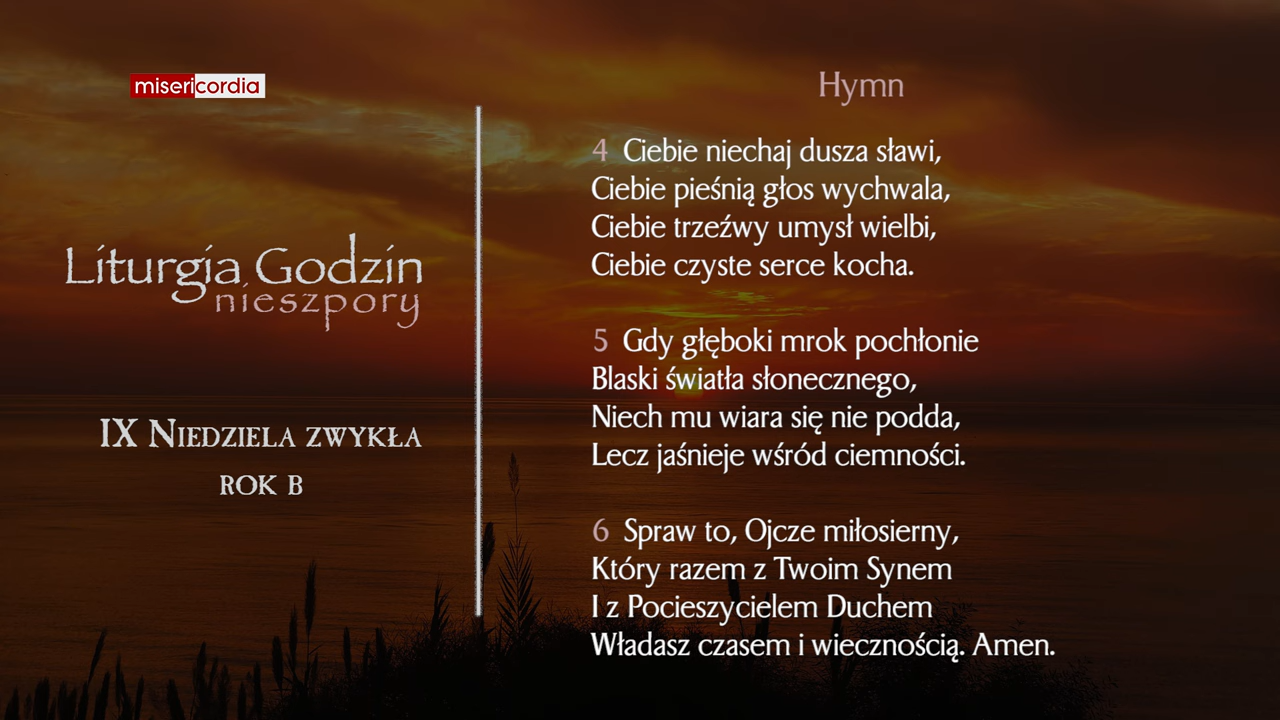 misericordia
Liturgia Godzin
nieszpory
IX Niedziela zwykła
rok B
Hymn
4 Ciebie niechaj dusza sławi,
Ciebie pieśnią głos wychwala,
Ciebie trzeźwy umysł wielbi,
Ciebie czyste serce kocha.
5 Gdy głęboki mrok pochłonie
Blaski światła słonecznego,
Niech mu wiara się nie podda,
Lecz jaśnieje wśród ciemności.
6 Spraw to, Ojcze miłosierny,
Który razem z Twoim Synem
I z Pocieszycielem Duchem
Władasz czasem i wiecznością. Amen.